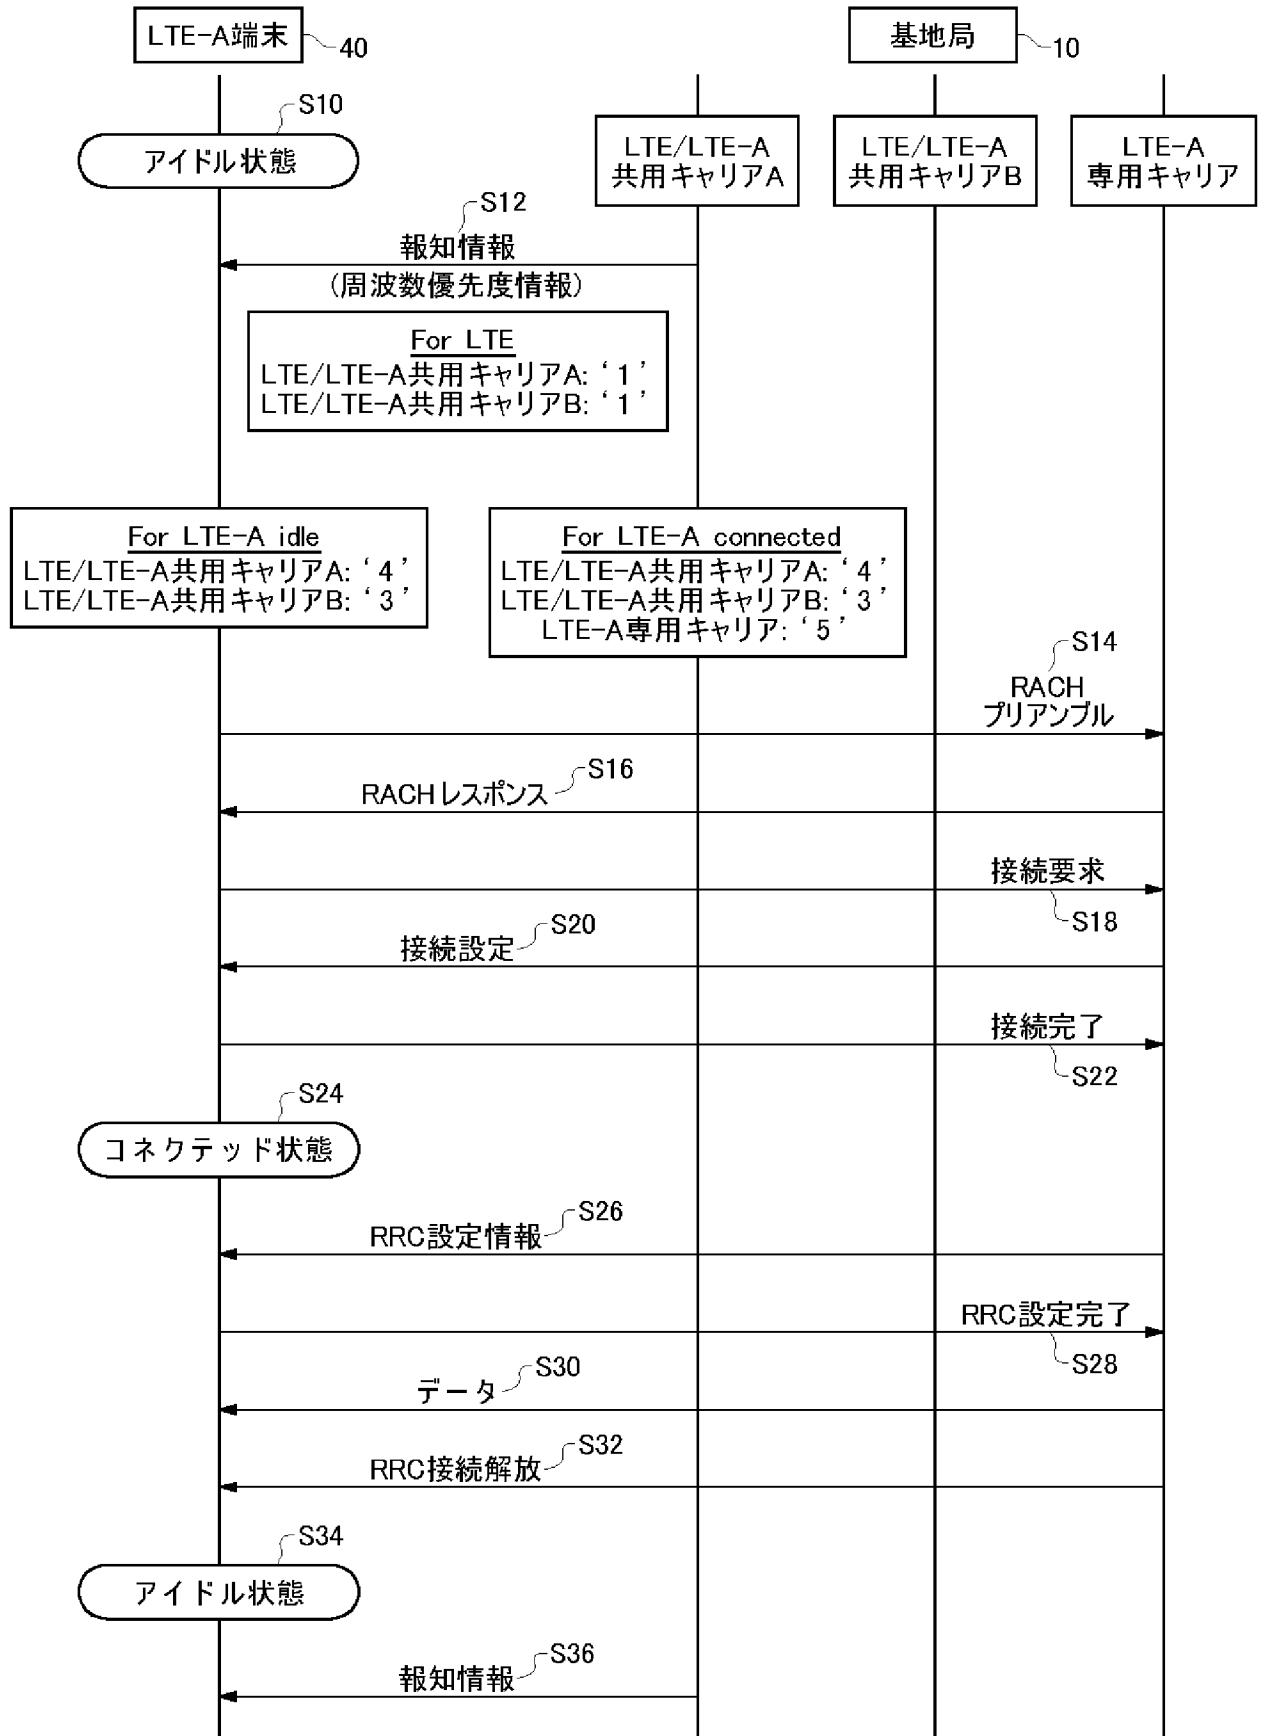 LTE-A端末
40
基地局
10
S10
アイドル状態
LTE/LTE-A
共用キャリアA
LTE/LTE-A
共用キャリアB
LTE-A
専用キャリア
S12
報知情報
(周波数優先度情報)
For LTE
LTE/LTE-A共用キャリアA: ‘1’
LTE/LTE-A共用キャリアB: ‘1’
For LTE-A idle
LTE/LTE-A共用キャリアA: ‘4’
LTE/LTE-A共用キャリアB: ‘3’
For LTE-A connected
LTE/LTE-A共用キャリアA: ‘4’
LTE/LTE-A共用キャリアB: ‘3’
LTE-A専用キャリア: ‘5’
S14
RACH
プリアンブル
S16
RACHレスポンス
接続要求
S18
S20
接続設定
接続完了
S22
S24
コネクテッド状態
S26
RRC設定情報
RRC設定完了
S28
S30
データ
S32
RRC接続解放
S34
アイドル状態
S36
報知情報